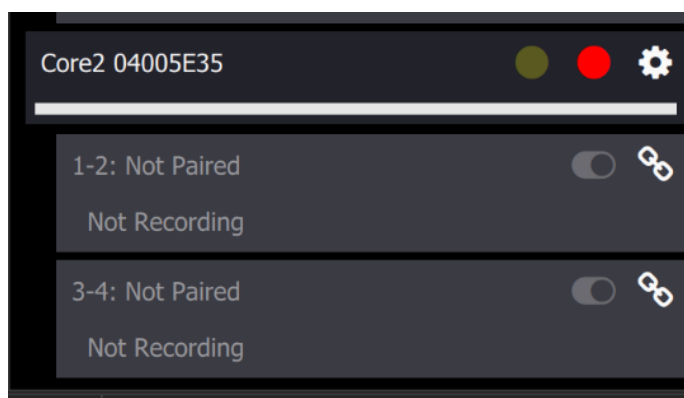 Core2 04005E35
1-2: Not Paired
Not Recording
3-4: Not Paired
Not Recording